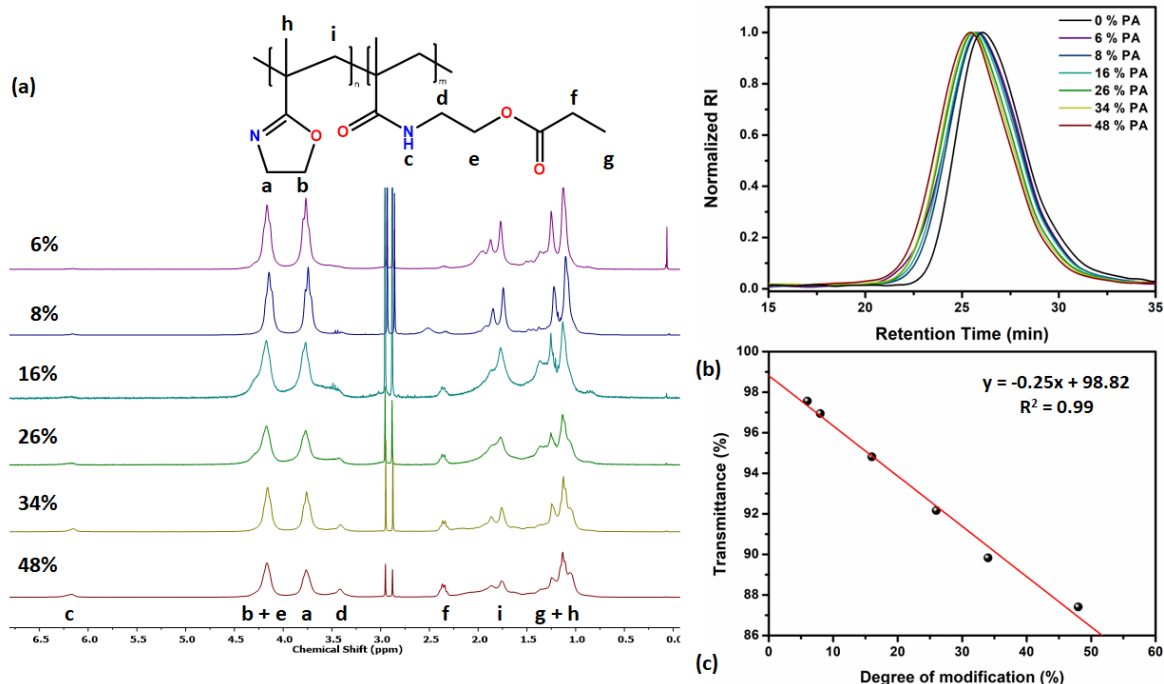 (a)
h
i
n
m
N
O
a
b
O
N
H
c
d
e
O
O
f
g
6%
8%
16%
26%
34%
48%
c
b + e
a
d
f
i
g + h
6.5 6.0 5.5 5.0 4.5 4.0 3.5 3.0 2.5 2.0 1.5 1.0 0.5 -0.0
Chemical Shift (ppm)
1.0
0.8
0.6
0.4
0.2
0.0
Normalized RI
0 % PA
6 % PA
8 % PA
16 % PA
26 % PA
34 % PA
48 % PA
15 20 25 30 35
Retention Time (min)
(b)
100
98
96
94
92
90
88
86
Transmittance (%)
y = -0.25x + 98.82
R² = 0.99
0 10 20 30 40 50 60
Degree of modification (%)
(c)